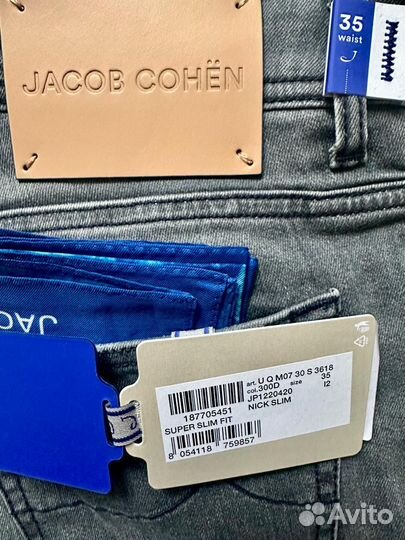 JACOB COHËN
35
waist
J
JACO
art. U Q M07 30 S 3618
col. 300D size 35
JP1220420 I2
NICK SLIM
187705451
SUPER SLIM FIT
8 054118 759857
Avito